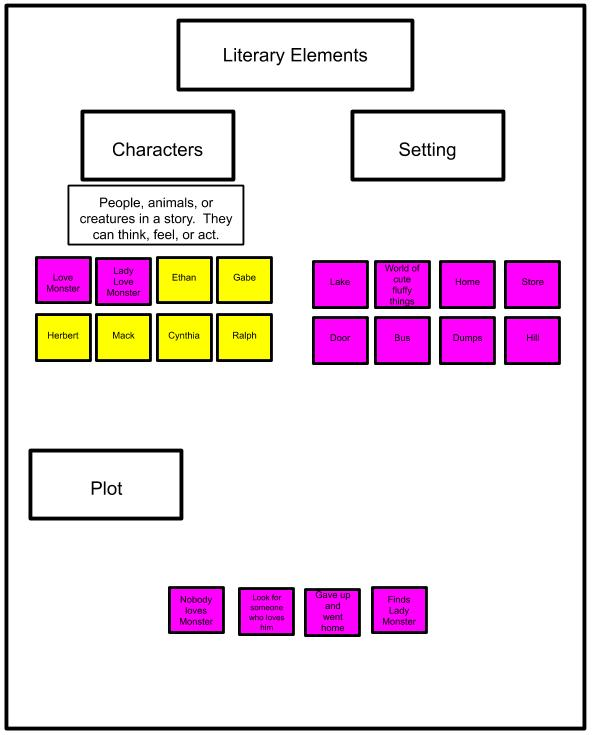 Literary Elements
Characters
Setting
People, animals, or
creatures in a story. They
can think, feel, or act.
Love
Monster
Lady
Love
Monster
Ethan
Gabe
Herbert
Mack
Cynthia
Ralph
Lake
World of
cute
fluffy
things
Home
Store
Door
Bus
Dumps
Hill
Plot
Nobody
loves
Monster
Look for
someone
who loves
him
Gave up
and
went
home
Finds
Lady
Monster